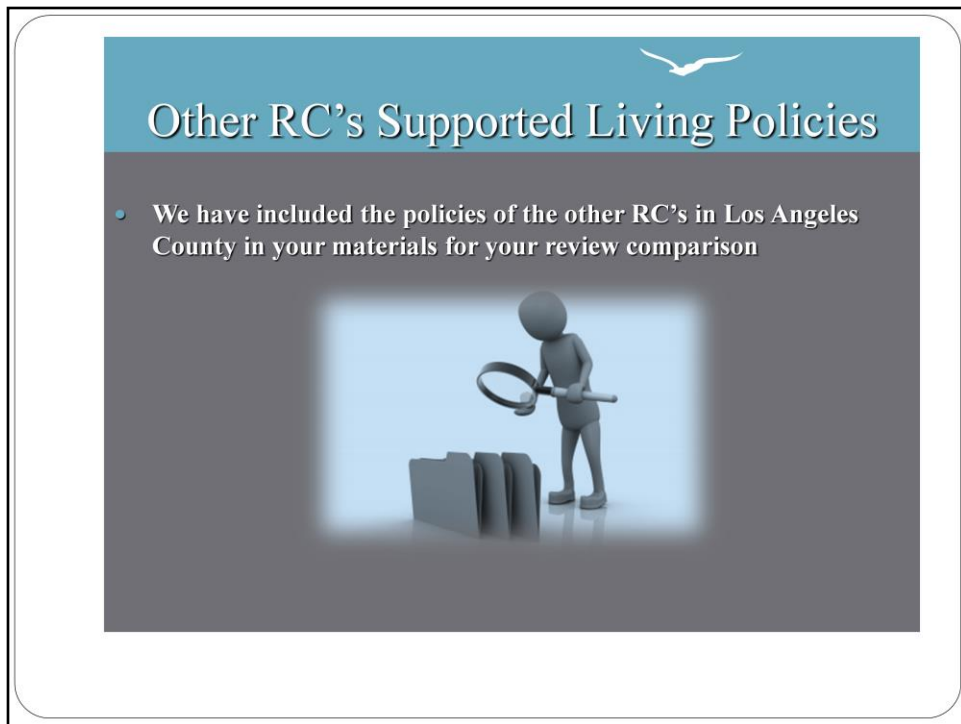 Other RC’s Supported Living Policies
• We have included the policies of the other RC’s in Los Angeles
County in your materials for your review comparison